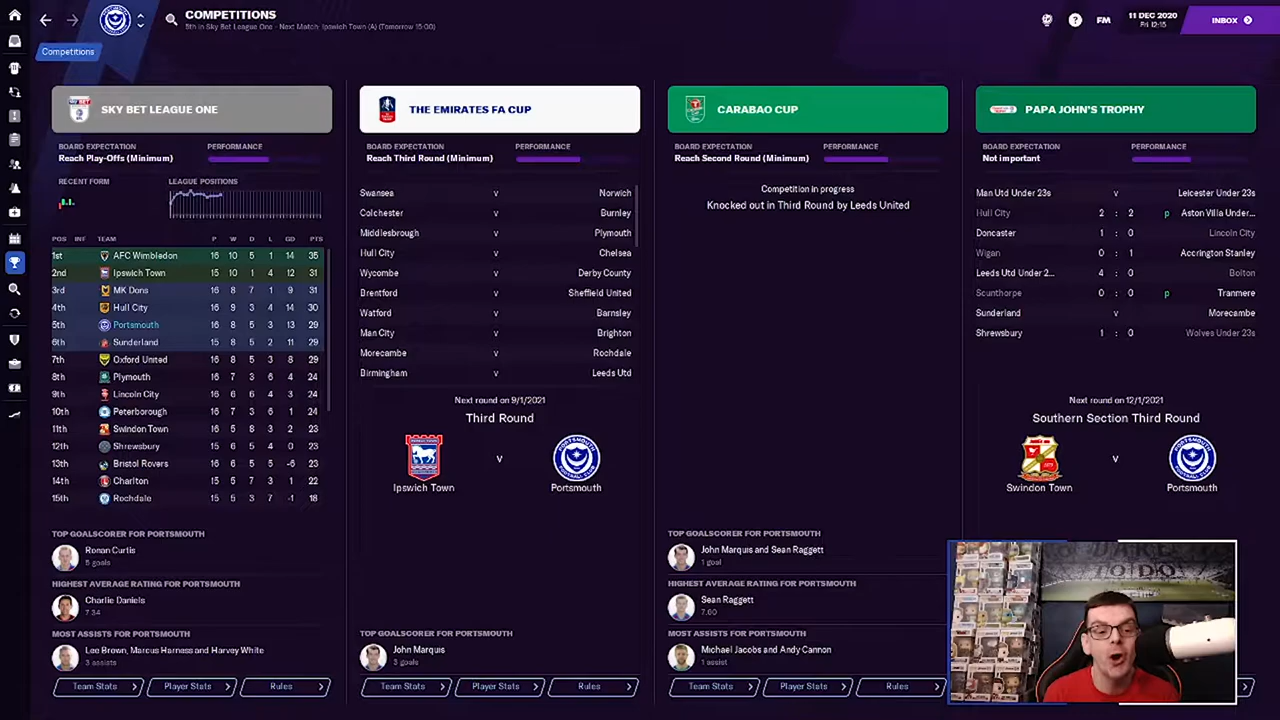 COMPETITIONS
5th in Sky Bet League One - Next Match: Ipswich Town (A) (Tomorrow 15:00)
FM
11 DEC 2020
Fri 12:15
INBOX
Competitions
SKY BET LEAGUE ONE
BOARD EXPECTATION
PERFORMANCE
Reach Play-Offs (Minimum)
RECENT FORM
LEAGUE POSITIONS
POS INF TEAM P W D L GD PTS
1st AFC Wimbledon 16 10 5 1 14 35
2nd Ipswich Town 15 10 1 4 12 31
3rd MK Dons 16 8 7 1 9 31
4th Hull City 16 9 3 4 14 30
5th Portsmouth 16 8 5 3 13 29
6th Sunderland 15 8 5 2 11 29
7th Oxford United 16 8 5 3 8 29
8th Plymouth 16 7 3 6 4 24
9th Lincoln City 16 6 6 4 3 24
10th Peterborough 16 7 3 6 1 24
11th Swindon Town 16 5 8 3 2 23
12th Shrewsbury 15 6 5 4 0 23
13th Bristol Rovers 16 6 5 5 -6 23
14th Charlton 15 5 7 3 1 22
15th Rochdale 15 5 3 7 -1 18
TOP GOALSCORER FOR PORTSMOUTH
Ronan Curtis
5 goals
HIGHEST AVERAGE RATING FOR PORTSMOUTH
Charlie Daniels
7.34
MOST ASSISTS FOR PORTSMOUTH
Lee Brown, Marcus Harness and Harvey White
3 assists
Team Stats
Player Stats
Rules
THE EMIRATES FA CUP
BOARD EXPECTATION
PERFORMANCE
Reach Third Round (Minimum)
Swansea v Norwich
Colchester v Burnley
Middlesbrough v Plymouth
Hull City v Chelsea
Wycombe v Derby County
Brentford v Sheffield United
Watford v Barnsley
Man City v Brighton
Morecambe v Rochdale
Birmingham v Leeds Utd
Next round on 9/1/2021
Third Round
v
Ipswich Town
Portsmouth
TOP GOALSCORER FOR PORTSMOUTH
John Marquis
3 goals
Team Stats
Player Stats
Rules
CARABAO CUP
BOARD EXPECTATION
PERFORMANCE
Reach Second Round (Minimum)
Competition in progress
Knocked out in Third Round by Leeds United
TOP GOALSCORER FOR PORTSMOUTH
John Marquis and Sean Raggett
1 goal
HIGHEST AVERAGE RATING FOR PORTSMOUTH
Sean Raggett
7.00
MOST ASSISTS FOR PORTSMOUTH
Michael Jacobs and Andy Cannon
1 assist
Team Stats
Player Stats
Rules
PAPA JOHN'S TROPHY
BOARD EXPECTATION
PERFORMANCE
Not important
Man Utd Under 23s v Leicester Under 23s
Hull City 2 : 2 p Aston Villa Under...
Doncaster 1 : 0 Lincoln City
Wigan 0 : 1 Accrington Stanley
Leeds Utd Under 2... 4 : 0 Bolton
Scunthorpe 0 : 0 p Tranmere
Sunderland v Morecambe
Shrewsbury 1 : 0 Wolves Under 23s
Next round on 12/1/2021
Southern Section Third Round
v
Swindon Town
Portsmouth